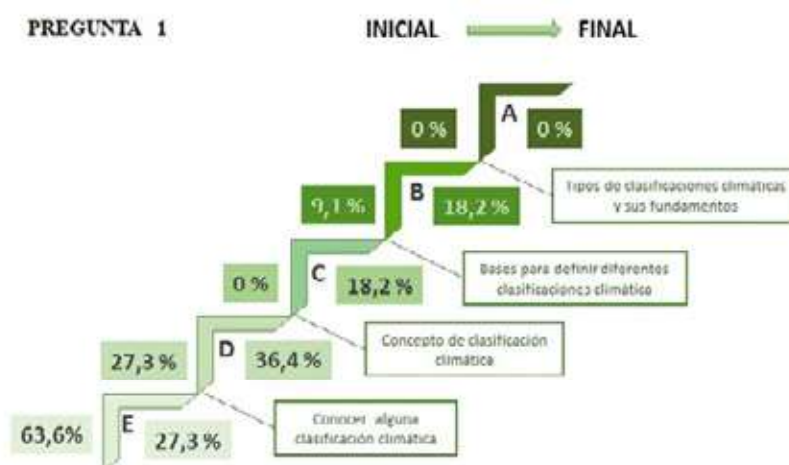 PREGUNTA 1
INICIAL FINAL
A
0 % 0 %
Tipos de clasificaciones climáticas
y sus fundamentos
B
9,1 % 18,2 %
Bases para definir diferentes
clasificaciones climático
C
0 % 18,2 %
Concepto de clasificación
climática
D
27,3 % 36,4 %
Conocer alguna
clasificación climática
E
63,6% 27,3 %